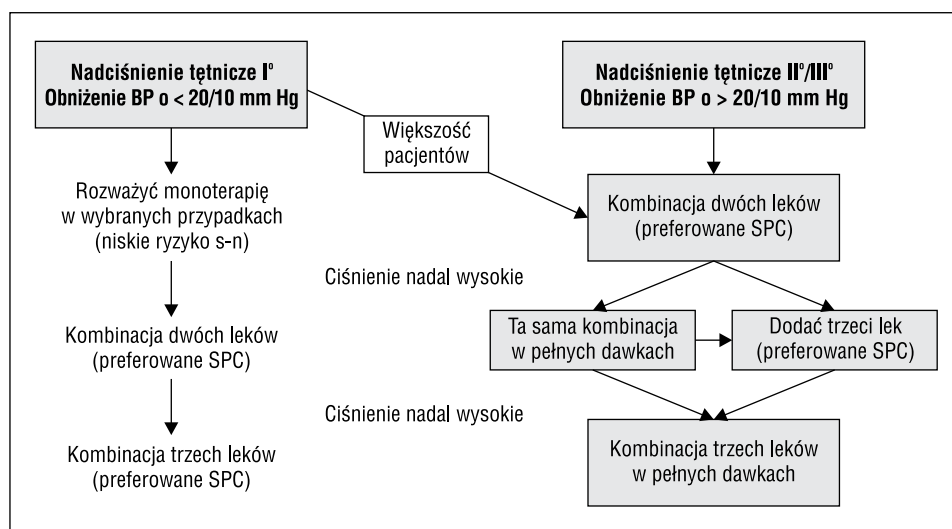 Nadciśnienie tętnicze Iº
Obniżenie BP o < 20/10 mm Hg
Nadciśnienie tętnicze IIº/IIIº
Obniżenie BP o > 20/10 mm Hg
Większość
pacjentów
Rozważyć monoterapię
w wybranych przypadkach
(niskie ryzyko s-n)
Kombinacja dwóch leków
(preferowane SPC)
Ciśnienie nadal wysokie
Kombinacja dwóch leków
(preferowane SPC)
Ta sama kombinacja
w pełnych dawkach
Dodać trzeci lek
(preferowane SPC)
Ciśnienie nadal wysokie
Kombinacja trzech leków
(preferowane SPC)
Kombinacja trzech leków
w pełnych dawkach